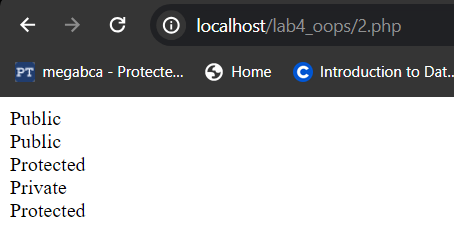 localhost/lab4_oops/2.php
PT megabca - Protecte... Home C Introduction to Dat...
Public
Public
Protected
Private
Protected